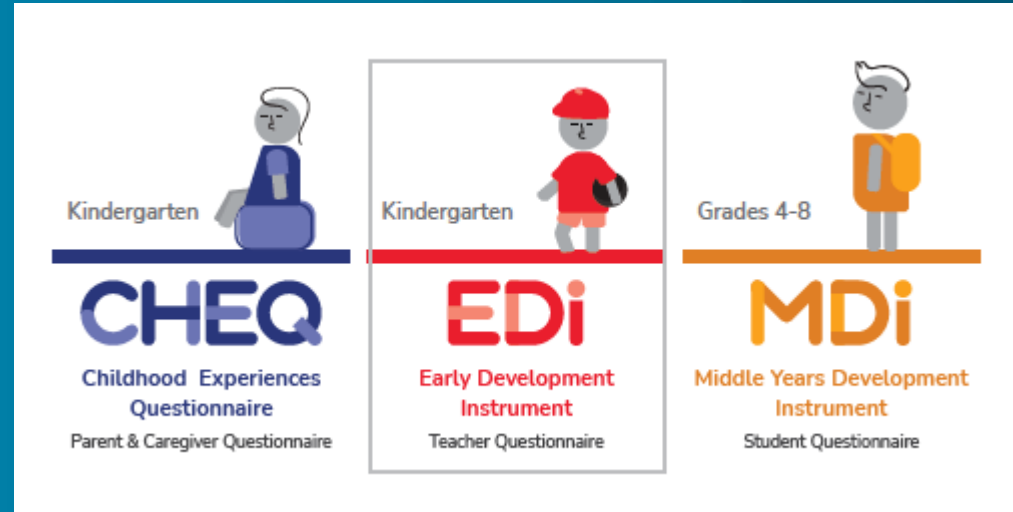 Kindergarten
CHEQ
Childhood Experiences
Questionnaire
Parent & Caregiver Questionnaire
Kindergarten
EDi
Early Development
Instrument
Teacher Questionnaire
Grades 4-8
MDi
Middle Years Development
Instrument
Student Questionnaire